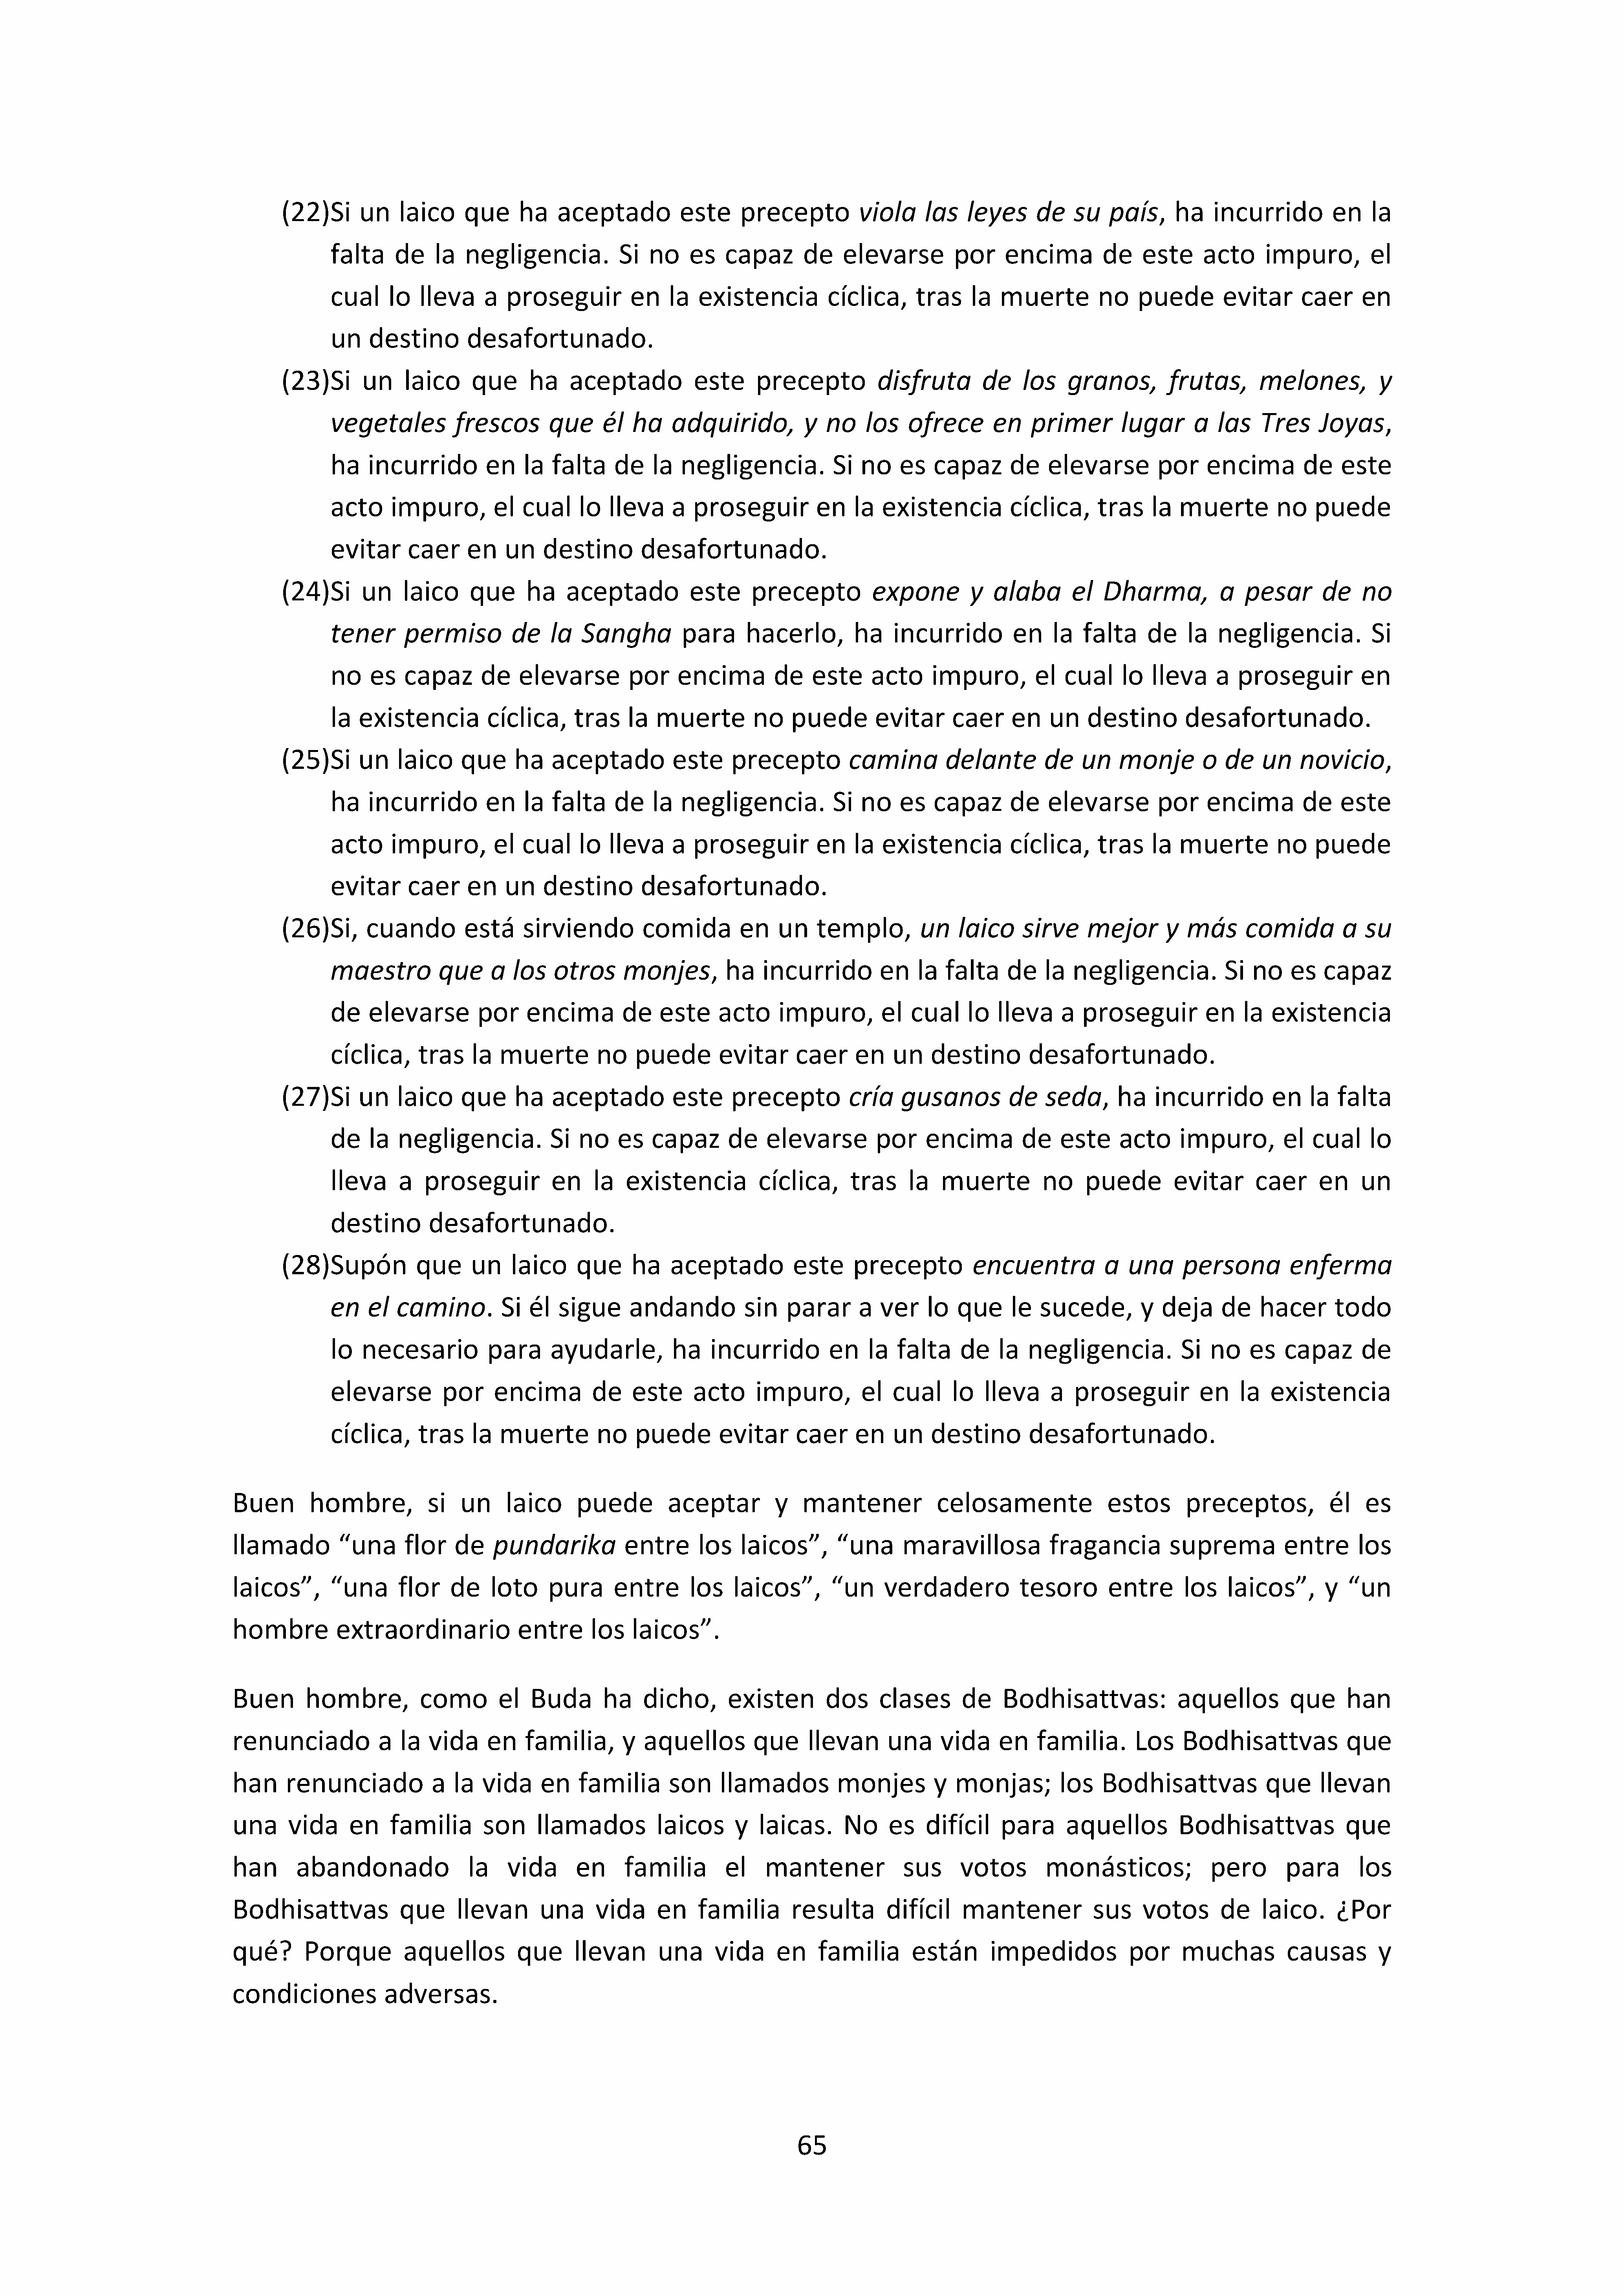 (22)Si un laico que ha aceptado este precepto viola las leyes de su país, ha incurrido en la
falta de la negligencia. Si no es capaz de elevarse por encima de este acto impuro, el
cual lo lleva a proseguir en la existencia cíclica, tras la muerte no puede evitar caer en
un destino desafortunado.
(23)Si un laico que ha aceptado este precepto disfruta de los granos, frutas, melones, y
vegetales frescos que él ha adquirido, y no los ofrece en primer lugar a las Tres Joyas,
ha incurrido en la falta de la negligencia. Si no es capaz de elevarse por encima de este
acto impuro, el cual lo lleva a proseguir en la existencia cíclica, tras la muerte no puede
evitar caer en un destino desafortunado.
(24)Si un laico que ha aceptado este precepto expone y alaba el Dharma, a pesar de no
tener permiso de la Sangha para hacerlo, ha incurrido en la falta de la negligencia. Si
no es capaz de elevarse por encima de este acto impuro, el cual lo lleva a proseguir en
la existencia cíclica, tras la muerte no puede evitar caer en un destino desafortunado.
(25)Si un laico que ha aceptado este precepto camina delante de un monje o de un novicio,
ha incurrido en la falta de la negligencia. Si no es capaz de elevarse por encima de este
acto impuro, el cual lo lleva a proseguir en la existencia cíclica, tras la muerte no puede
evitar caer en un destino desafortunado.
(26)Si, cuando está sirviendo comida en un templo, un laico sirve mejor y más comida a su
maestro que a los otros monjes, ha incurrido en la falta de la negligencia. Si no es capaz
de elevarse por encima de este acto impuro, el cual lo lleva a proseguir en la existencia
cíclica, tras la muerte no puede evitar caer en un destino desafortunado.
(27)Si un laico que ha aceptado este precepto cría gusanos de seda, ha incurrido en la falta
de la negligencia. Si no es capaz de elevarse por encima de este acto impuro, el cual lo
lleva a proseguir en la existencia cíclica, tras la muerte no puede evitar caer en un
destino desafortunado.
(28)Supón que un laico que ha aceptado este precepto encuentra a una persona enferma
en el camino. Si él sigue andando sin parar a ver lo que le sucede, y deja de hacer todo
lo necesario para ayudarle, ha incurrido en la falta de la negligencia. Si no es capaz de
elevarse por encima de este acto impuro, el cual lo lleva a proseguir en la existencia
cíclica, tras la muerte no puede evitar caer en un destino desafortunado.
Buen hombre, si un laico puede aceptar y mantener celosamente estos preceptos, él es
llamado “una flor de pundarika entre los laicos”, “una maravillosa fragancia suprema entre los
laicos”, “una flor de loto pura entre los laicos”, “un verdadero tesoro entre los laicos”, y “un
hombre extraordinario entre los laicos”.
Buen hombre, como el Buda ha dicho, existen dos clases de Bodhisattvas: aquellos que han
renunciado a la vida en familia, y aquellos que llevan una vida en familia. Los Bodhisattvas que
han renunciado a la vida en familia son llamados monjes y monjas; los Bodhisattvas que llevan
una vida en familia son llamados laicos y laicas. No es difícil para aquellos Bodhisattvas que
han abandonado la vida en familia el mantener sus votos monásticos; pero para los
Bodhisattvas que llevan una vida en familia resulta difícil mantener sus votos de laico. ¿Por
qué? Porque aquellos que llevan una vida en familia están impedidos por muchas causas y
condiciones adversas.
65